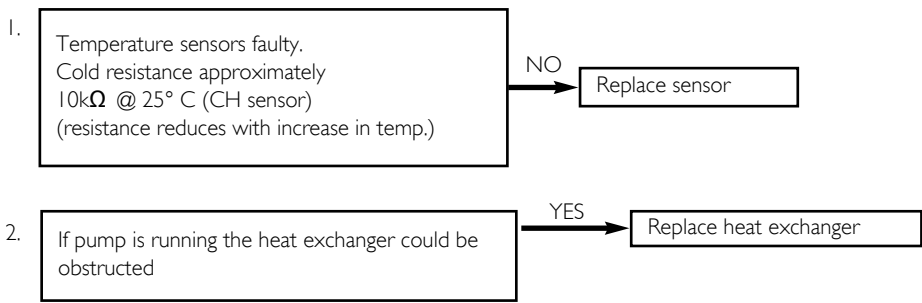 1.
Temperature sensors faulty.
Cold resistance approximately
10kΩ @ 25° C (CH sensor)
(resistance reduces with increase in temp.)
NO
Replace sensor
2.
If pump is running the heat exchanger could be
obstructed
YES
Replace heat exchanger